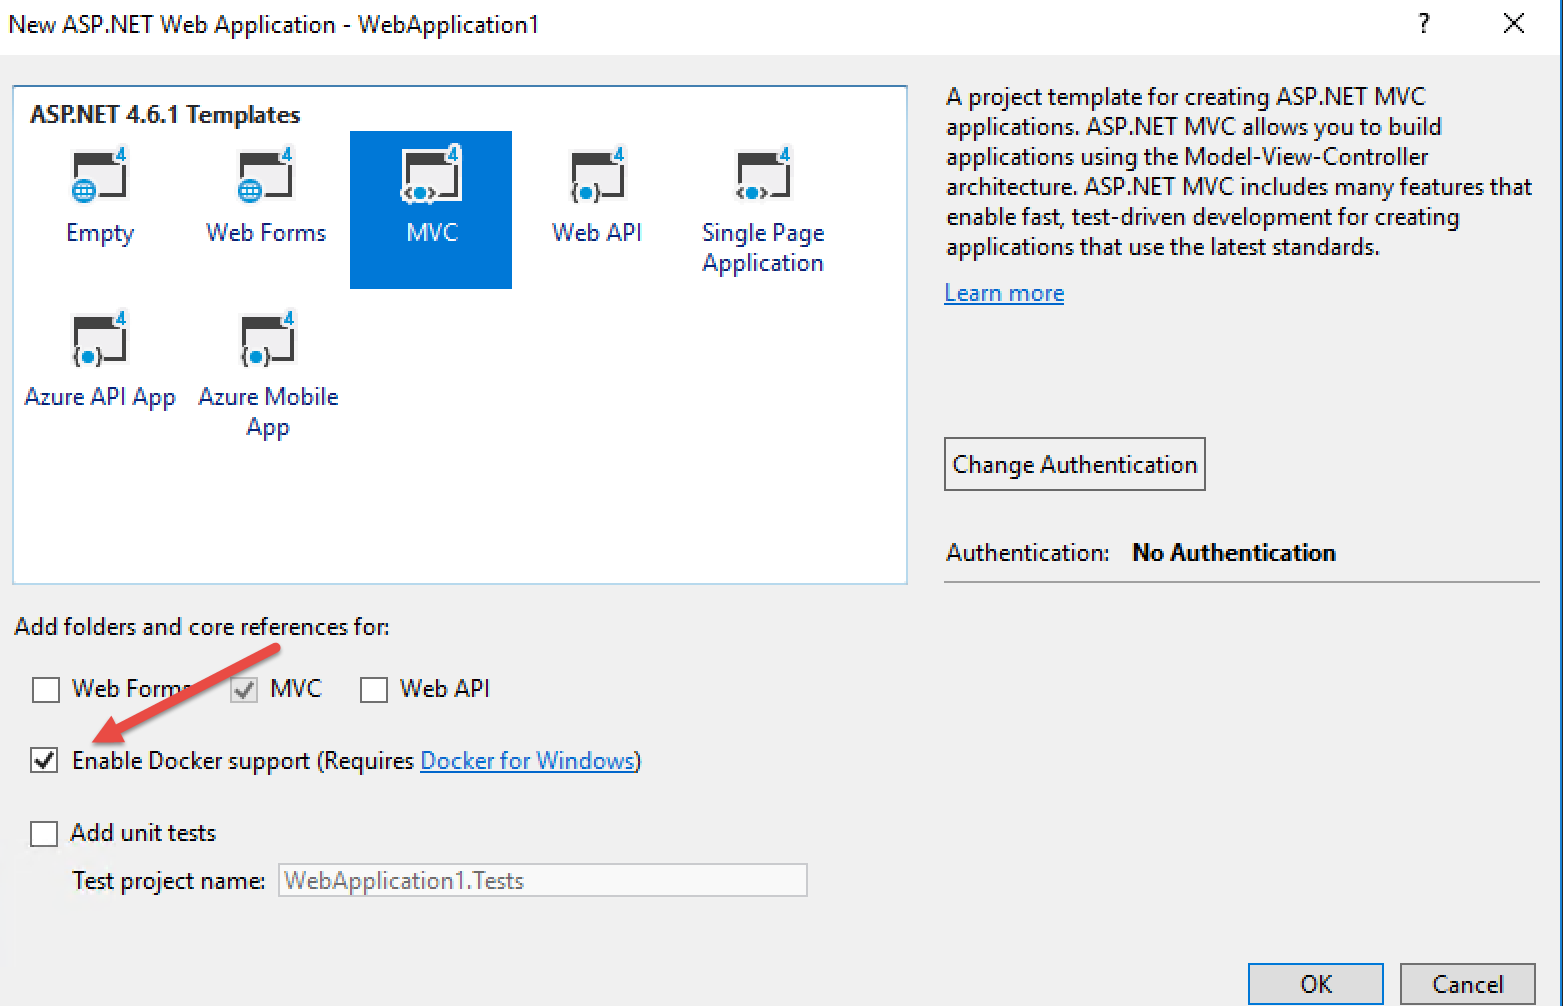 New ASP.NET Web Application - WebApplication1
?
ASP.NET 4.6.1 Templates
4
Empty
4
Web Forms
4
MVC
4
Web API
4
Single Page
Application
4
Azure API App
4
Azure Mobile
App
A project template for creating ASP.NET MVC
applications. ASP.NET MVC allows you to build
applications using the Model-View-Controller
architecture. ASP.NET MVC includes many features that
enable fast, test-driven development for creating
applications that use the latest standards.
Learn more
Change Authentication
Authentication: No Authentication
Add folders and core references for:
Web Forms MVC Web API
Enable Docker support (Requires Docker for Windows)
Add unit tests
Test project name: WebApplication1.Tests
OK Cancel